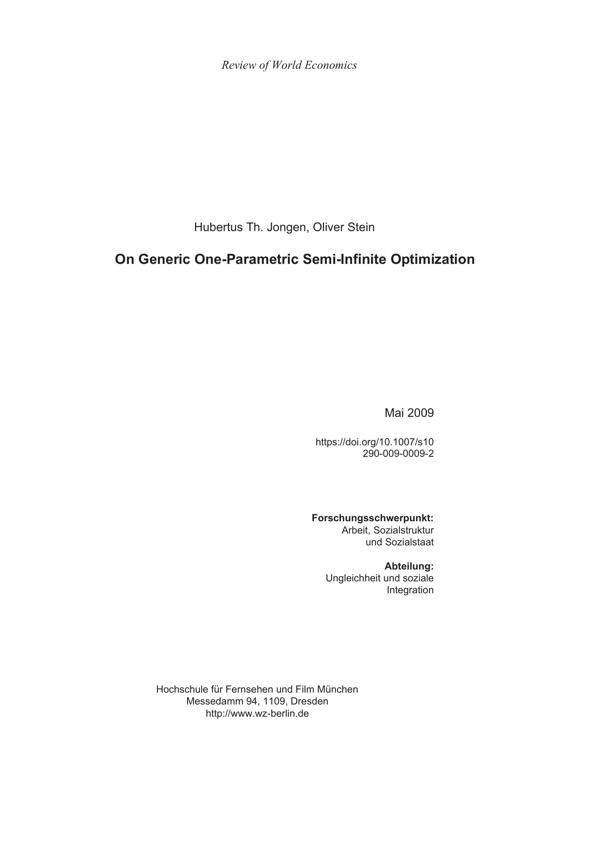 Review of World Economics
Hubertus Th. Jongen, Oliver Stein
On Generic One-Parametric Semi-Infinite Optimization
Mai 2009
https://doi.org/10.1007/s10
290-009-0009-2
Forschungsschwerpunkt:
Arbeit, Sozialstruktur
und Sozialstaat
Abteilung:
Ungleichheit und soziale
Integration
Hochschule für Fernsehen und Film München
Messedamm 94, 1109, Dresden
http://www.wz-berlin.de